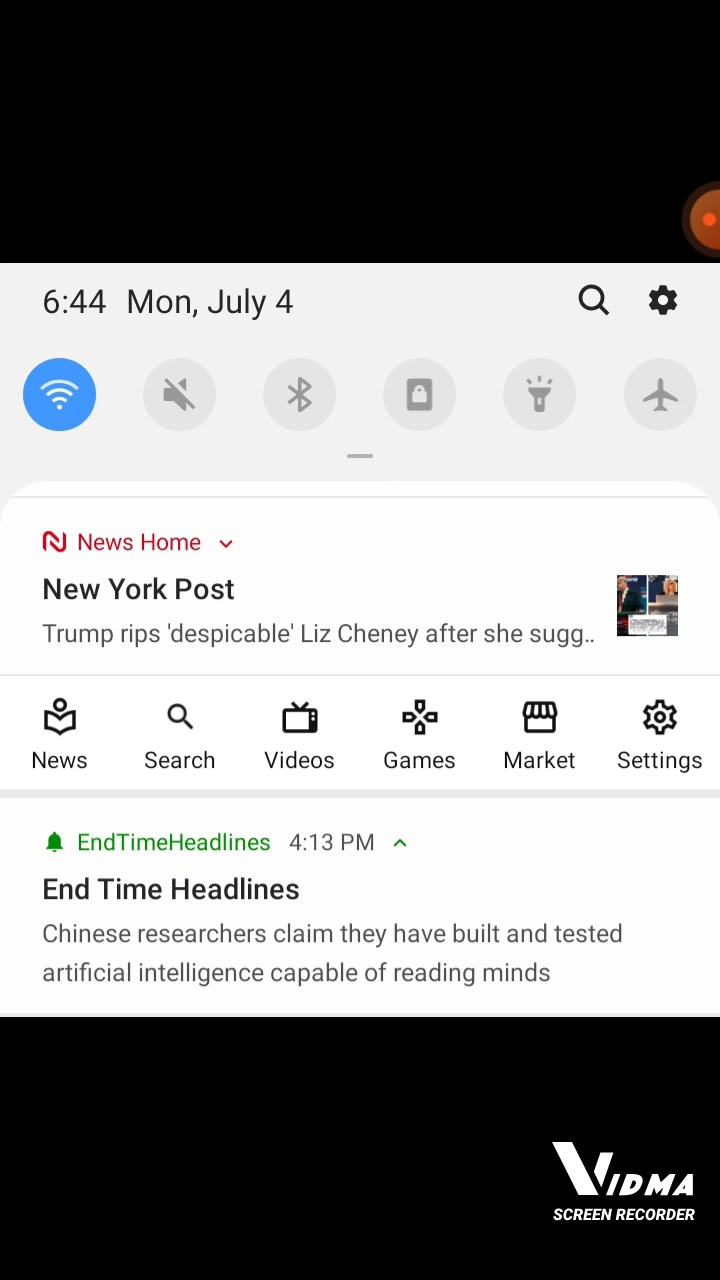 6:44 Mon, July 4
News Home
New York Post
Trump rips 'despicable' Liz Cheney after she sugg..
News Search Videos Games Market Settings
EndTimeHeadlines 4:13 PM
End Time Headlines
Chinese researchers claim they have built and tested
artificial intelligence capable of reading minds
VIDMA
SCREEN RECORDER